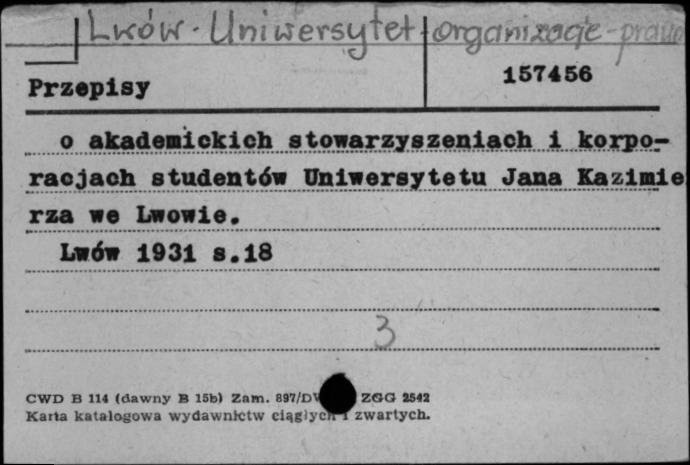 Lwów - Uniwersytet - organizacje - prawo
Przepisy
157456
o akademickich stowarzyszeniach i korpo-
racjach studentów Uniwersytetu Jana Kazimie
rza we Lwowie.
Lwów 1931 s.18
3
CWD B 114 (dawny B 15b) Zam. 897/D ZGG 2542
Karta katalogowa wydawnictw ciągłych i zwartych.